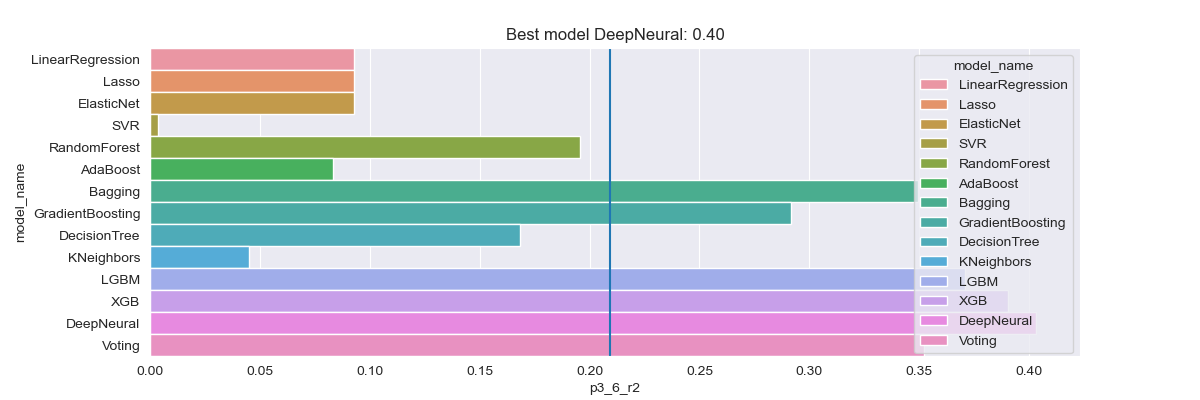 Best model DeepNeural: 0.40
model_name
LinearRegression
Lasso
ElasticNet
SVR
RandomForest
AdaBoost
Bagging
GradientBoosting
DecisionTree
KNeighbors
LGBM
XGB
DeepNeural
Voting
model_name
LinearRegression
Lasso
ElasticNet
SVR
RandomForest
AdaBoost
Bagging
GradientBoosting
DecisionTree
KNeighbors
LGBM
XGB
DeepNeural
Voting
0.00 0.05 0.10 0.15 0.20 0.25 0.30 0.35 0.40
p3_6_r2